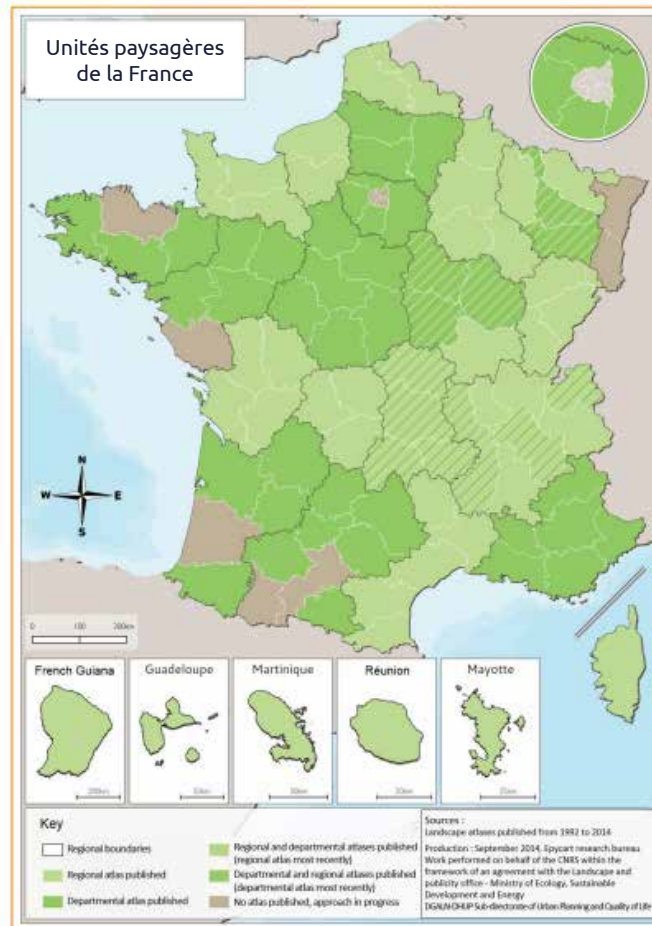 Unités paysagères
de la France
N
W E
S
0 100 200km
French Guiana
Guadeloupe
Martinique
Réunion
Mayotte
Key
Regional boundaries
Regional atlas published
Departmental atlas published
Regional and departmental atlases published
(regional atlas most recently)
Departmental and regional atlases published
(departmental atlas most recently)
No atlas published, approach in progress
Sources :
Landscape atlases published from 1992 to 2014
Production : September 2014, Epycart research bureau
Work performed on behalf of the CNRS within the
framework of an agreement with the Landscape and
publicity office - Ministry of Ecology, Sustainable
Development and Energy
DGALN-DHUP Sub-directorate of Urban Planning and Quality of Life